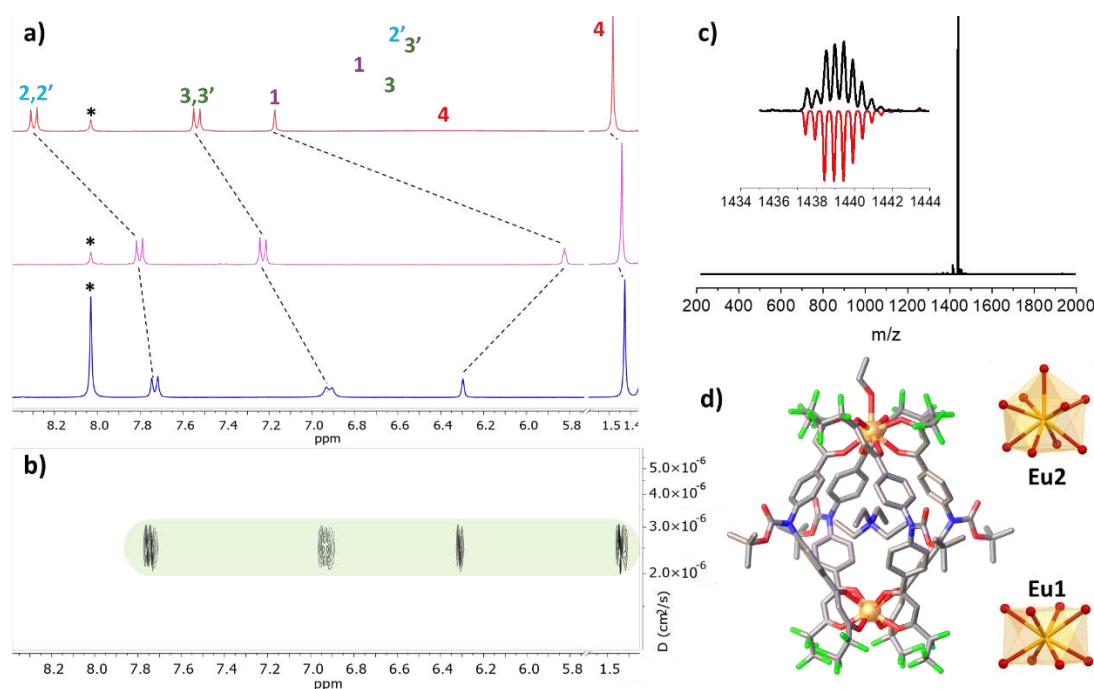 a)
2,2’
*
3,3’
1
1
2’
3’
3
4
4
*
*
8.2 8.0 7.8 7.6 7.4 7.2 7.0 6.8 6.6 6.4 6.2 6.0 5.8 1.5 1.4
ppm
b)
5.0×10⁻⁶
4.0×10⁻⁶
3.0×10⁻⁶
2.0×10⁻⁶
D (cm²/s)
8.0 7.8 7.6 7.4 7.2 7.0 6.8 6.6 6.4 6.2 6.0 5.8 1.5
ppm
c)
1434 1436 1438 1440 1442 1444
200 400 600 800 1000 1200 1400 1600 1800 2000
m/z
d)
Eu2
Eu1